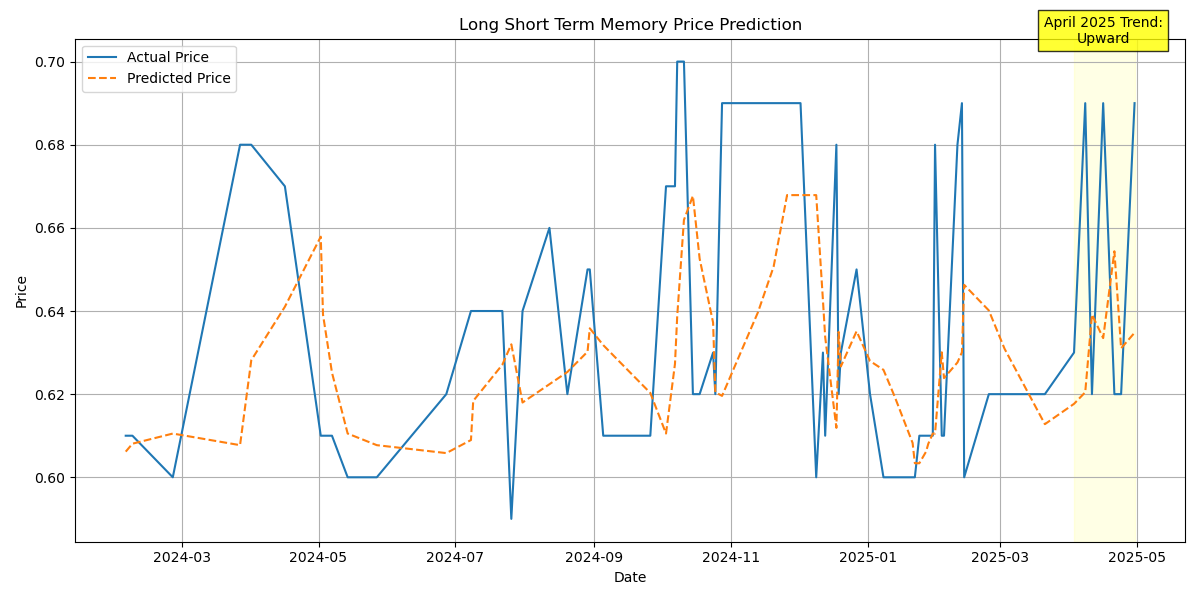 Long Short Term Memory Price Prediction
April 2025 Trend:
Upward
Actual Price
Predicted Price
Price
0.70
0.68
0.66
0.64
0.62
0.60
2024-03 2024-05 2024-07 2024-09 2024-11 2025-01 2025-03 2025-05
Date